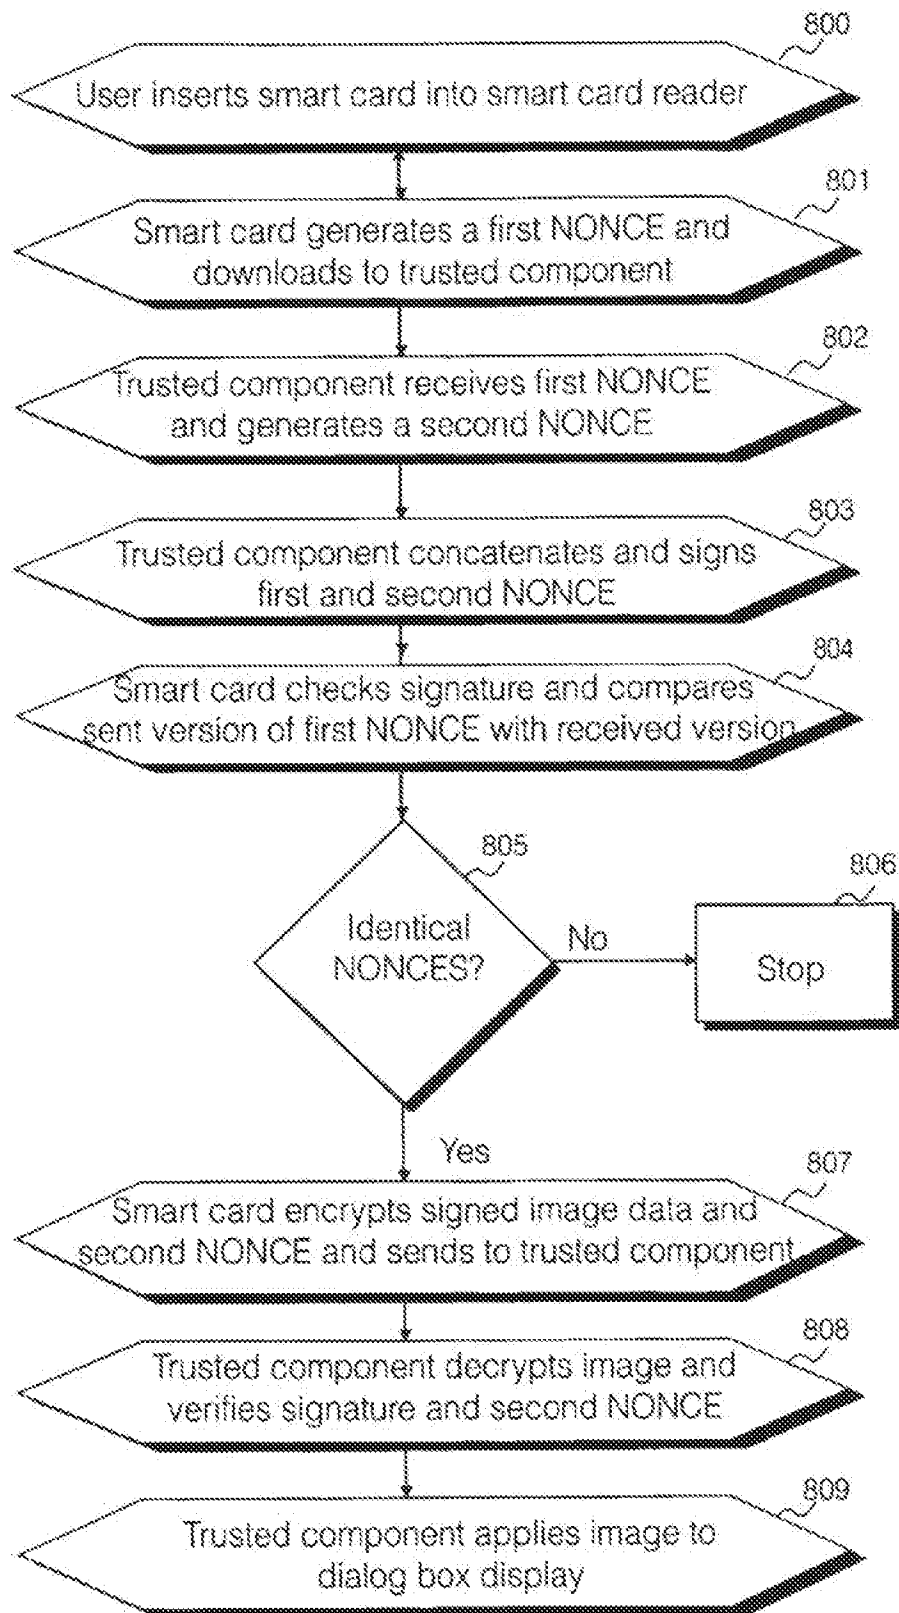 800
User inserts smart card into smart card reader
801
Smart card generates a first NONCE and
downloads to trusted component
802
Trusted component receives first NONCE
and generates a second NONCE
803
Trusted component concatenates and signs
first and second NONCE
804
Smart card checks signature and compares
sent version of first NONCE with received version
805
Identical
NONCES?
No
806
Stop
Yes
807
Smart card encrypts signed image data and
second NONCE and sends to trusted component
808
Trusted component decrypts image and
verifies signature and second NONCE
809
Trusted component applies image to
dialog box display